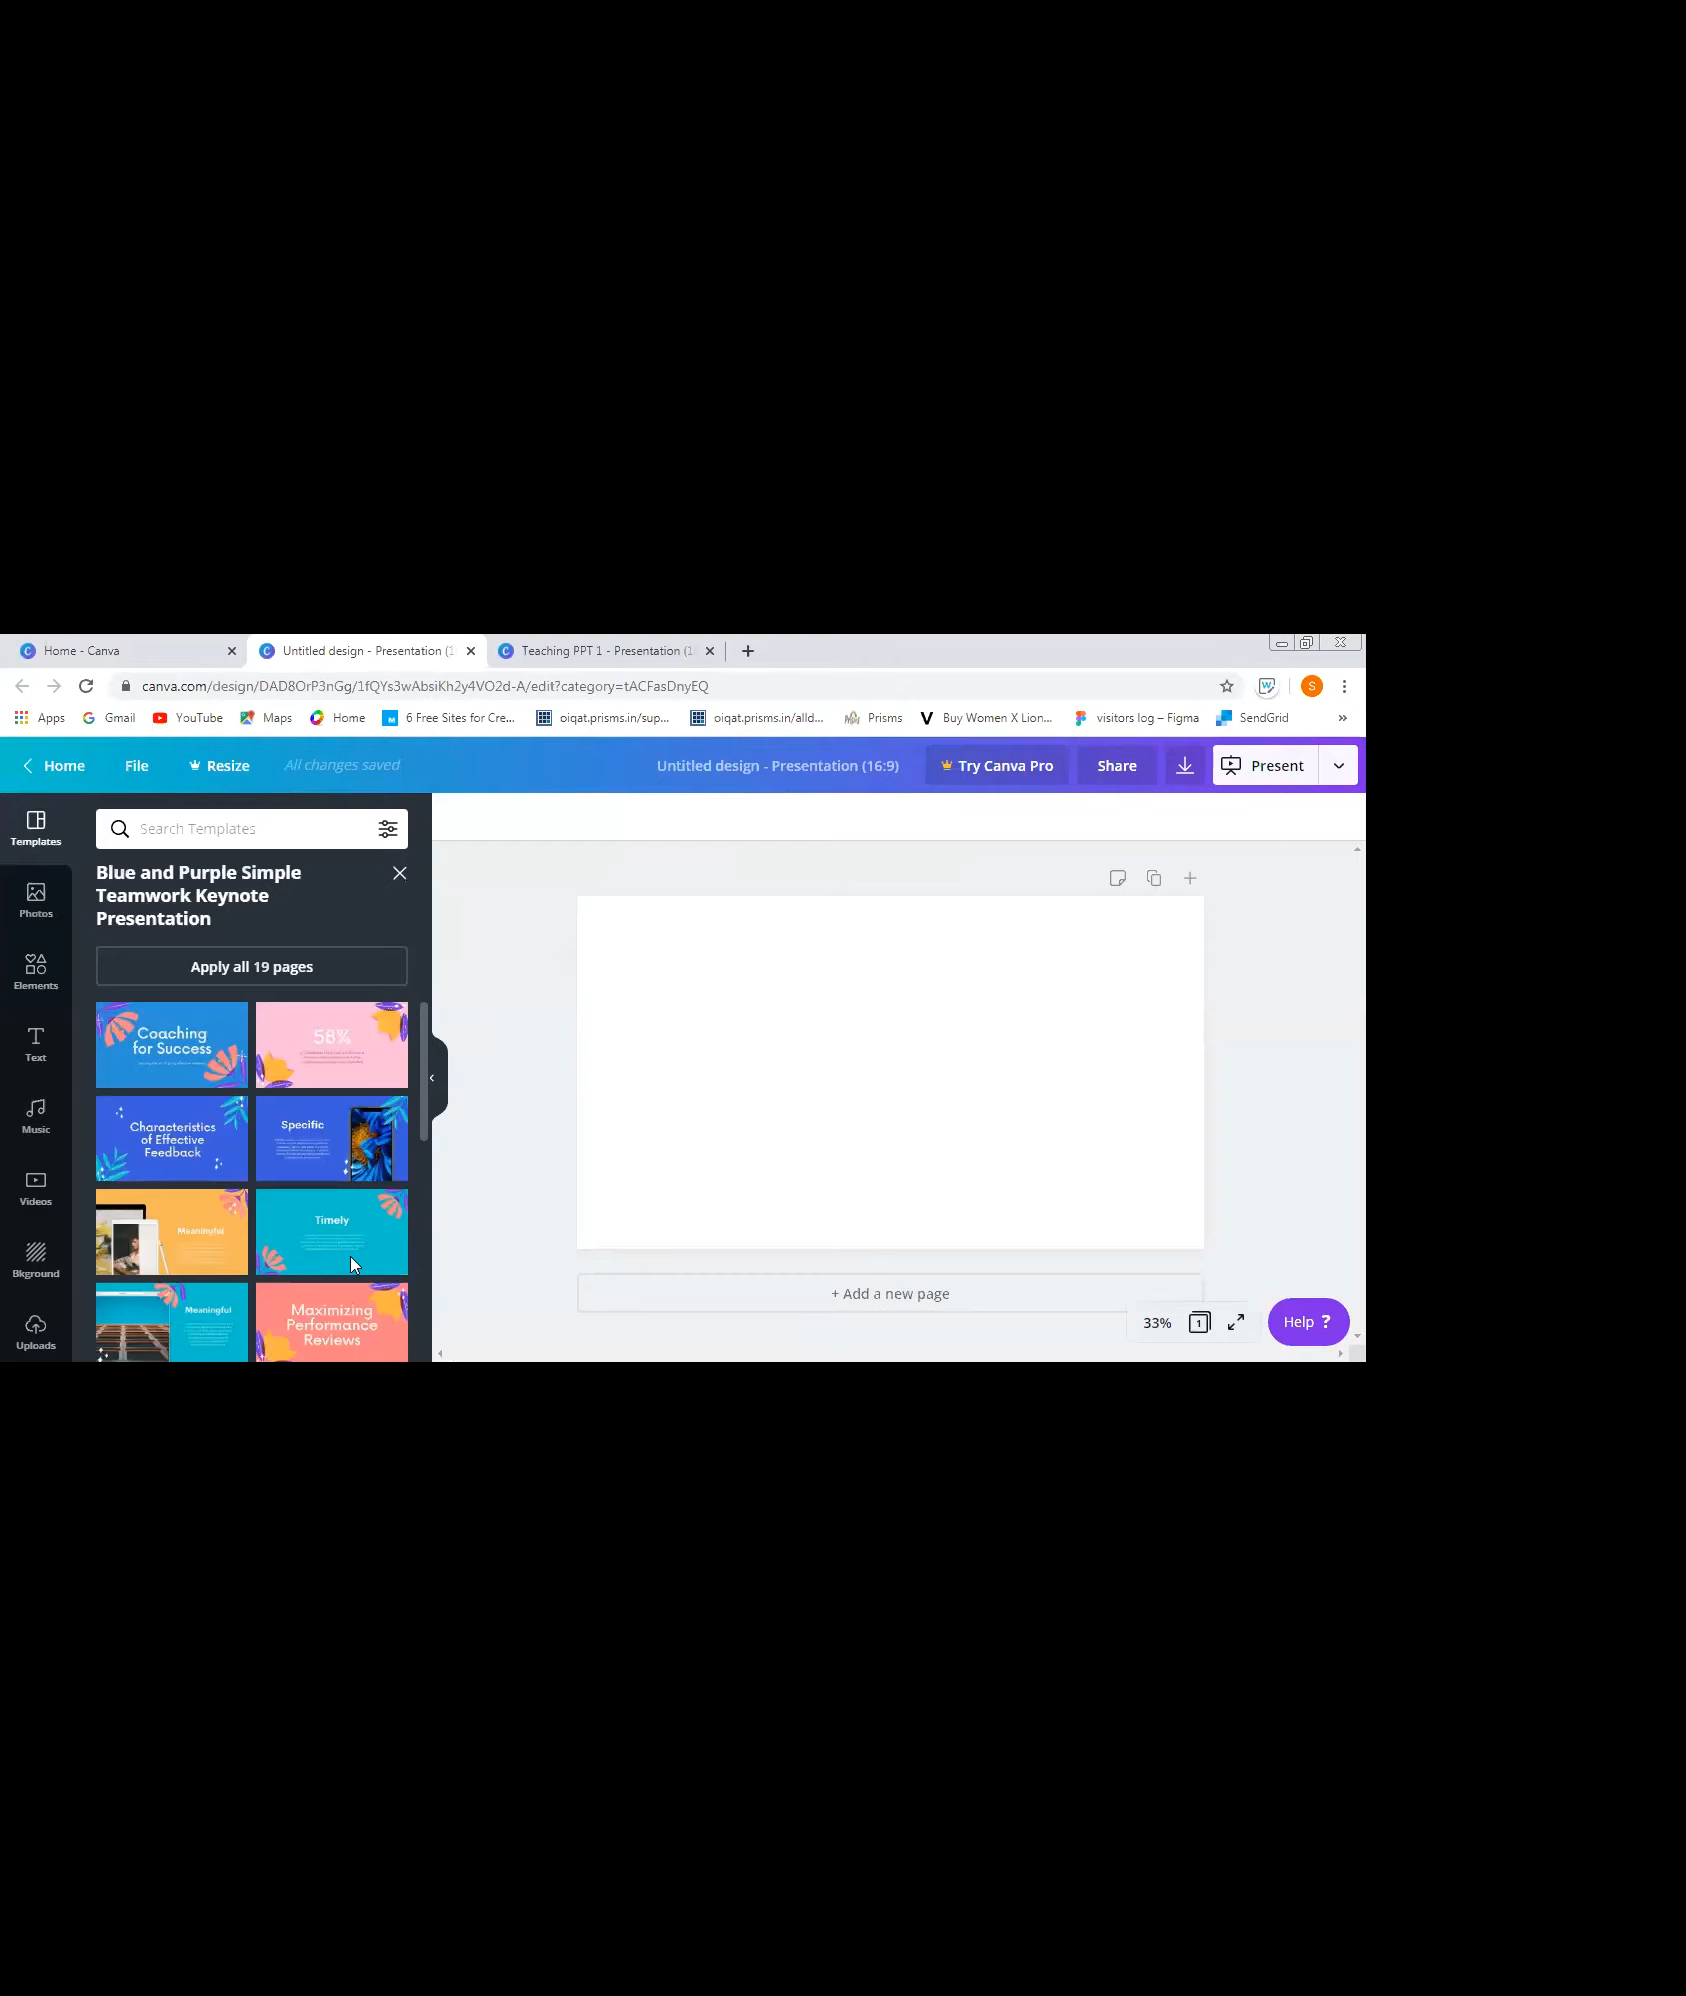 Home - Canva
Untitled design - Presentation (1
Teaching PPT 1 - Presentation (1
canva.com/design/DAD8OrP3nGg/1fQYs3wAbsiKh2y4VO2d-A/edit?category=tACFasDnyEQ
S
Apps
Gmail
YouTube
Maps
Home
6 Free Sites for Cre...
oiqat.prisms.in/sup...
oiqat.prisms.in/alld...
Prisms
Buy Women X Lion...
visitors log – Figma
SendGrid
»
Home
File
Resize
All changes saved
Untitled design - Presentation (16:9)
Try Canva Pro
Share
Present
Templates
Photos
Elements
Text
Music
Videos
Bkground
Uploads
Search Templates
Blue and Purple Simple
Teamwork Keynote
Presentation
Apply all 19 pages
Coaching
for Success
58%
Characteristics
of Effective
Feedback
Specific
Meaningful
Timely
Meaningful
Maximizing
Performance
Reviews
+ Add a new page
33%
1
Help ?